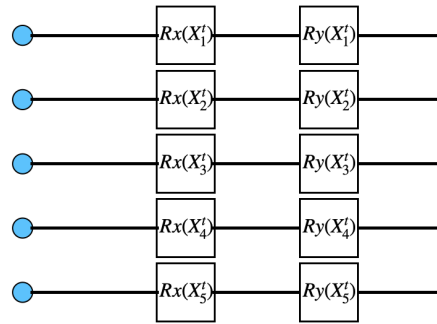 Rx(X₁ᵗ) Ry(X₁ᵗ)
Rx(X₂ᵗ) Ry(X₂ᵗ)
Rx(X₃ᵗ) Ry(X₃ᵗ)
Rx(X₄ᵗ) Ry(X₄ᵗ)
Rx(X₅ᵗ) Ry(X₅ᵗ)